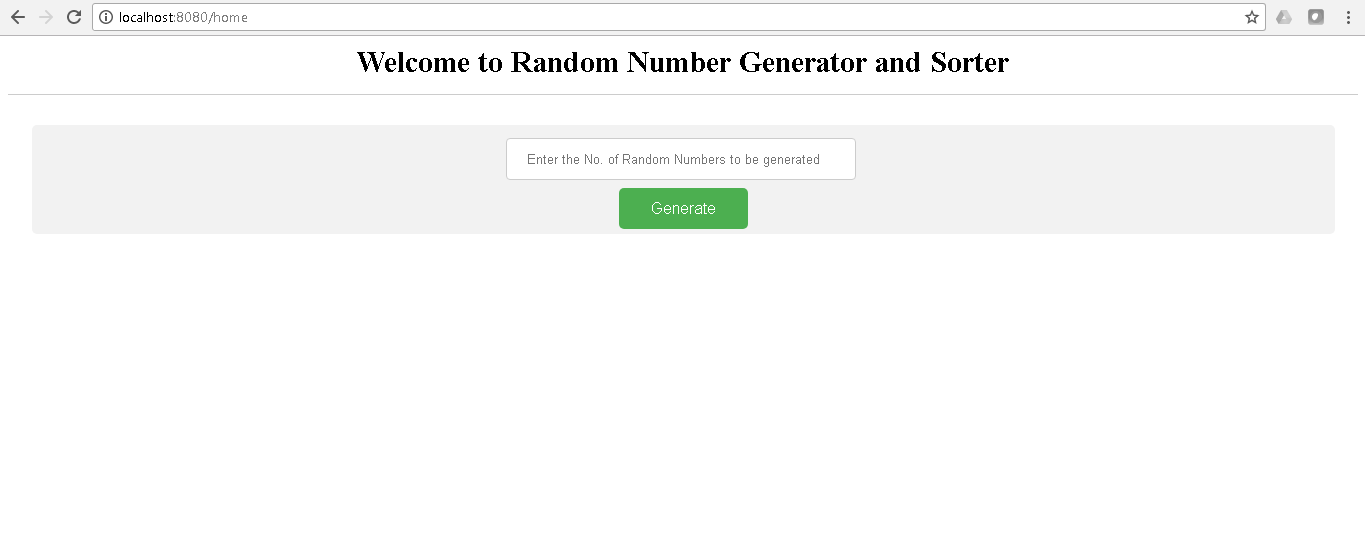 localhost:8080/home
Welcome to Random Number Generator and Sorter
Enter the No. of Random Numbers to be generated
Generate